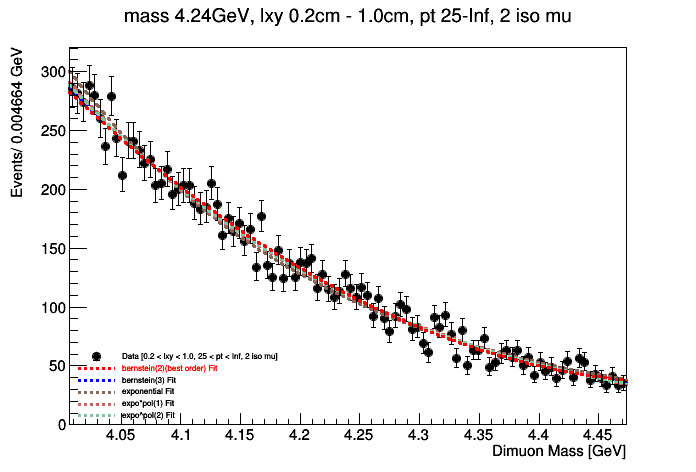 mass 4.24GeV, lxy 0.2cm - 1.0cm, pt 25-Inf, 2 iso mu
Events/ 0.004664 GeV
300
250
200
150
100
50
0
Data [0.2 < lxy < 1.0, 25 < pt < Inf, 2 iso mu]
bernstein(2)(best order) Fit
bernstein(3) Fit
exponential Fit
expo*pol(1) Fit
expo^pol(2) Fit
4.05 4.1 4.15 4.2 4.25 4.3 4.35 4.4 4.45
Dimuon Mass [GeV]